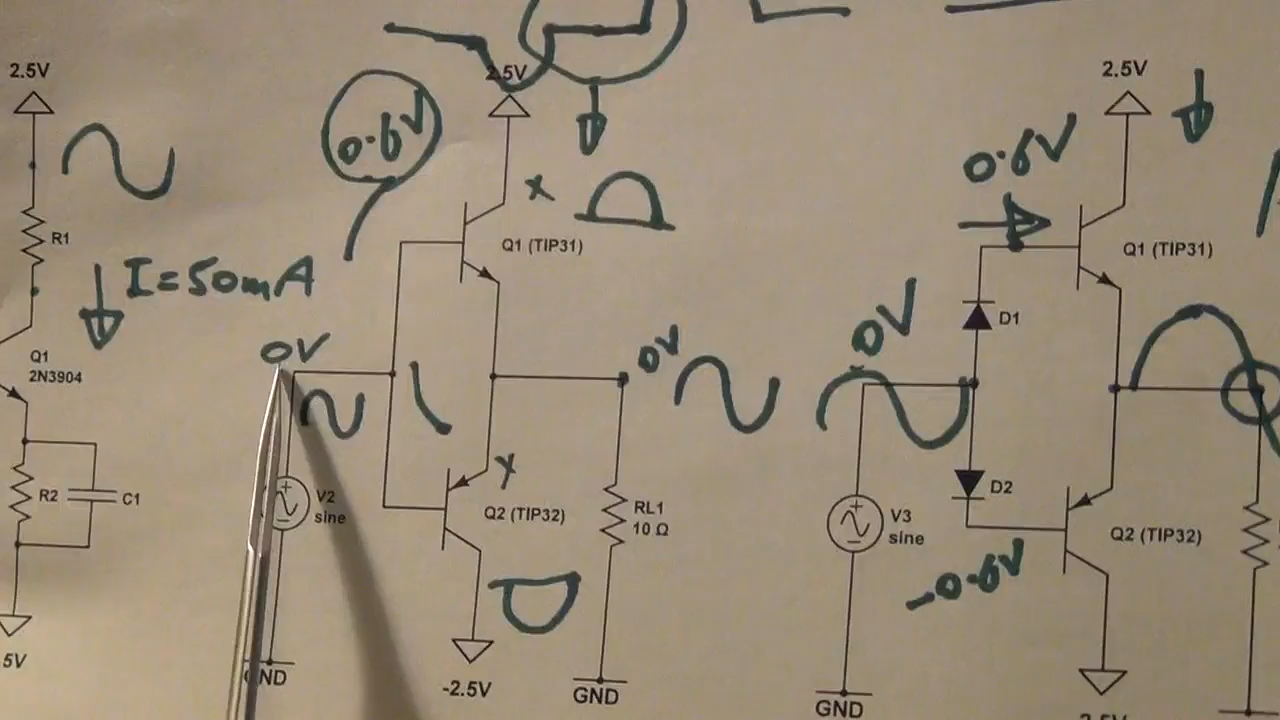 2.5V
R1
I=50mA
Q1
2N3904
R2
C1
5V
2.5V
0.6V
x
Q1 (TIP31)
0V
0V
V2
sine
Q2 (TIP32)
RL1
10 Ω
GND
-2.5V
GND
2.5V
0.6V
Q1 (TIP31)
D1
0V
D2
V3
sine
Q2 (TIP32)
-0.6V
GND